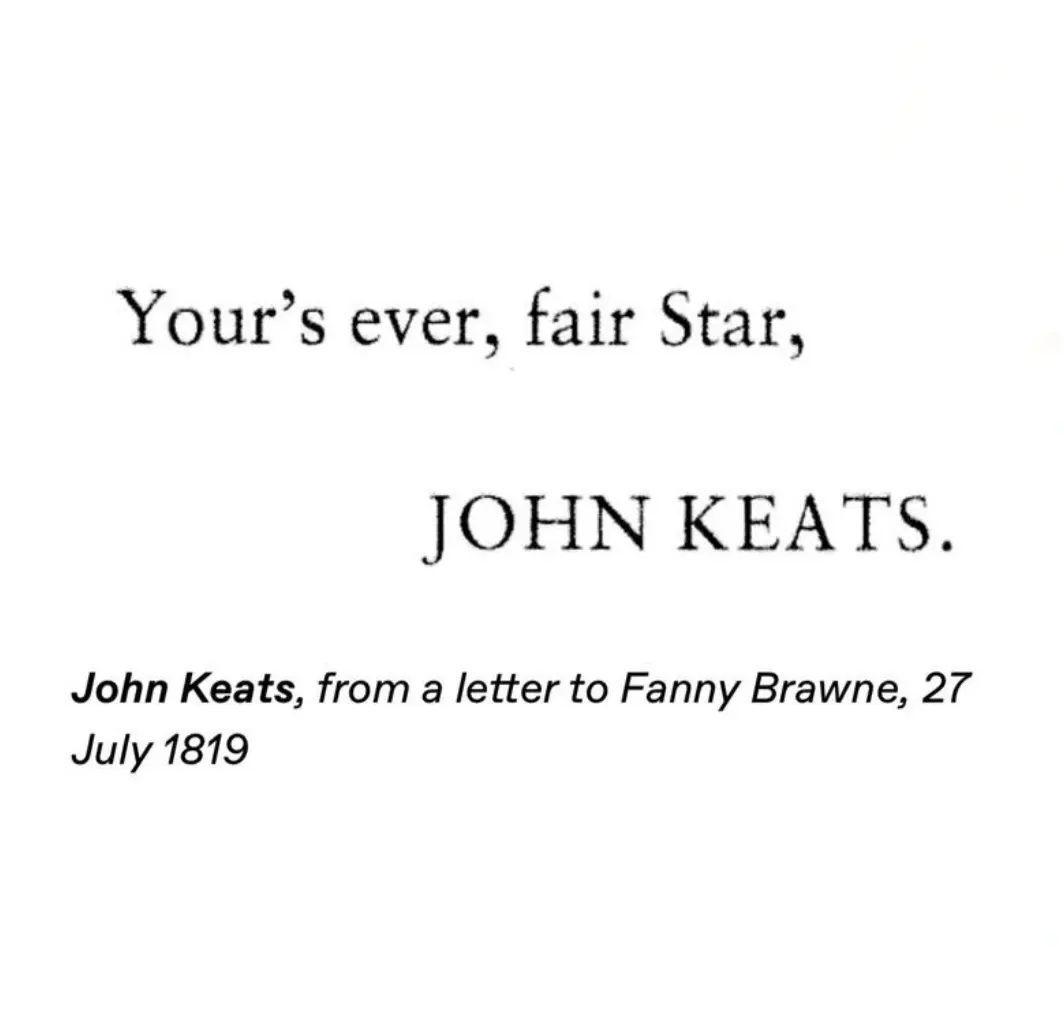 Your’s ever, fair Star,
JOHN KEATS.
John Keats, from a letter to Fanny Brawne, 27
July 1819